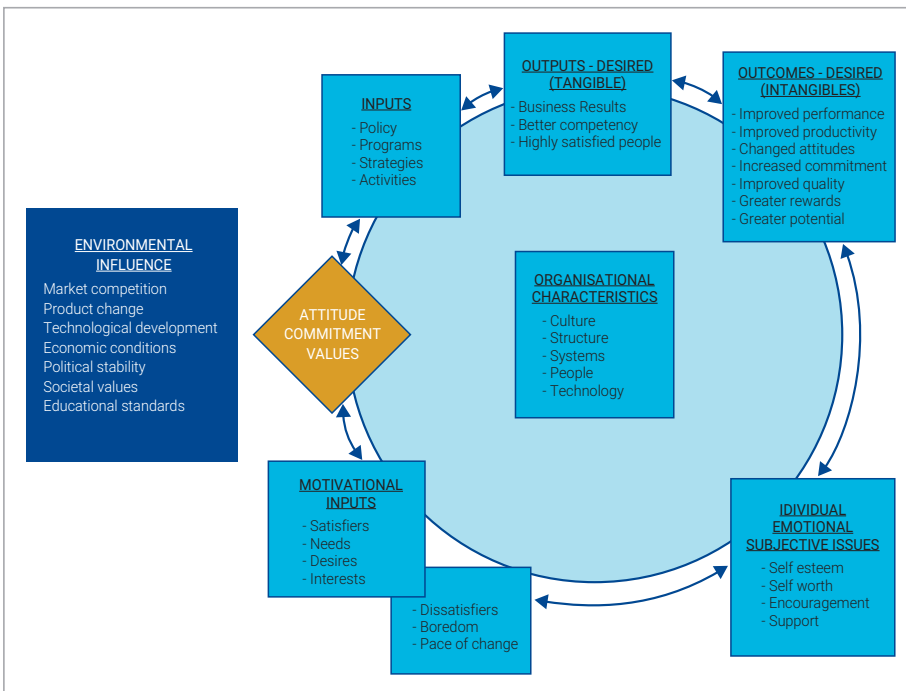 ENVIRONMENTAL
INFLUENCE
Market competition
Product change
Technological development
Economic conditions
Political stability
Societal values
Educational standards
ATTITUDE
COMMITMENT
VALUES
INPUTS
- Policy
- Programs
- Strategies
- Activities
OUTPUTS - DESIRED
(TANGIBLE)
- Business Results
- Better competency
- Highly satisfied people
OUTCOMES - DESIRED
(INTANGIBLES)
- Improved performance
- Improved productivity
- Changed attitudes
- Increased commitment
- Improved quality
- Greater rewards
- Greater potential
ORGANISATIONAL
CHARACTERISTICS
- Culture
- Structure
- Systems
- People
- Technology
MOTIVATIONAL
INPUTS
- Satisfiers
- Needs
- Desires
- Interests
- Dissatisfiers
- Boredom
- Pace of change
IDIVIDUAL
EMOTIONAL
SUBJECTIVE ISSUES
- Self esteem
- Self worth
- Encouragement
- Support